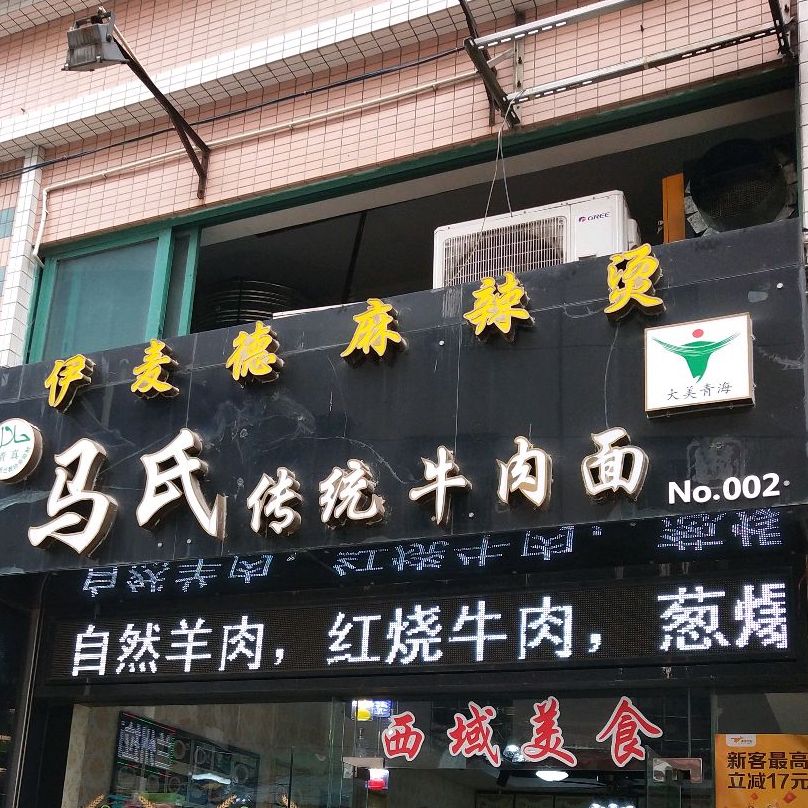 GREE
伊麦德麻辣烫
大美青海
马氏传统牛肉面 No.002
自然羊肉，红烧牛肉，葱爆
西域美食
新客最高
立减17元